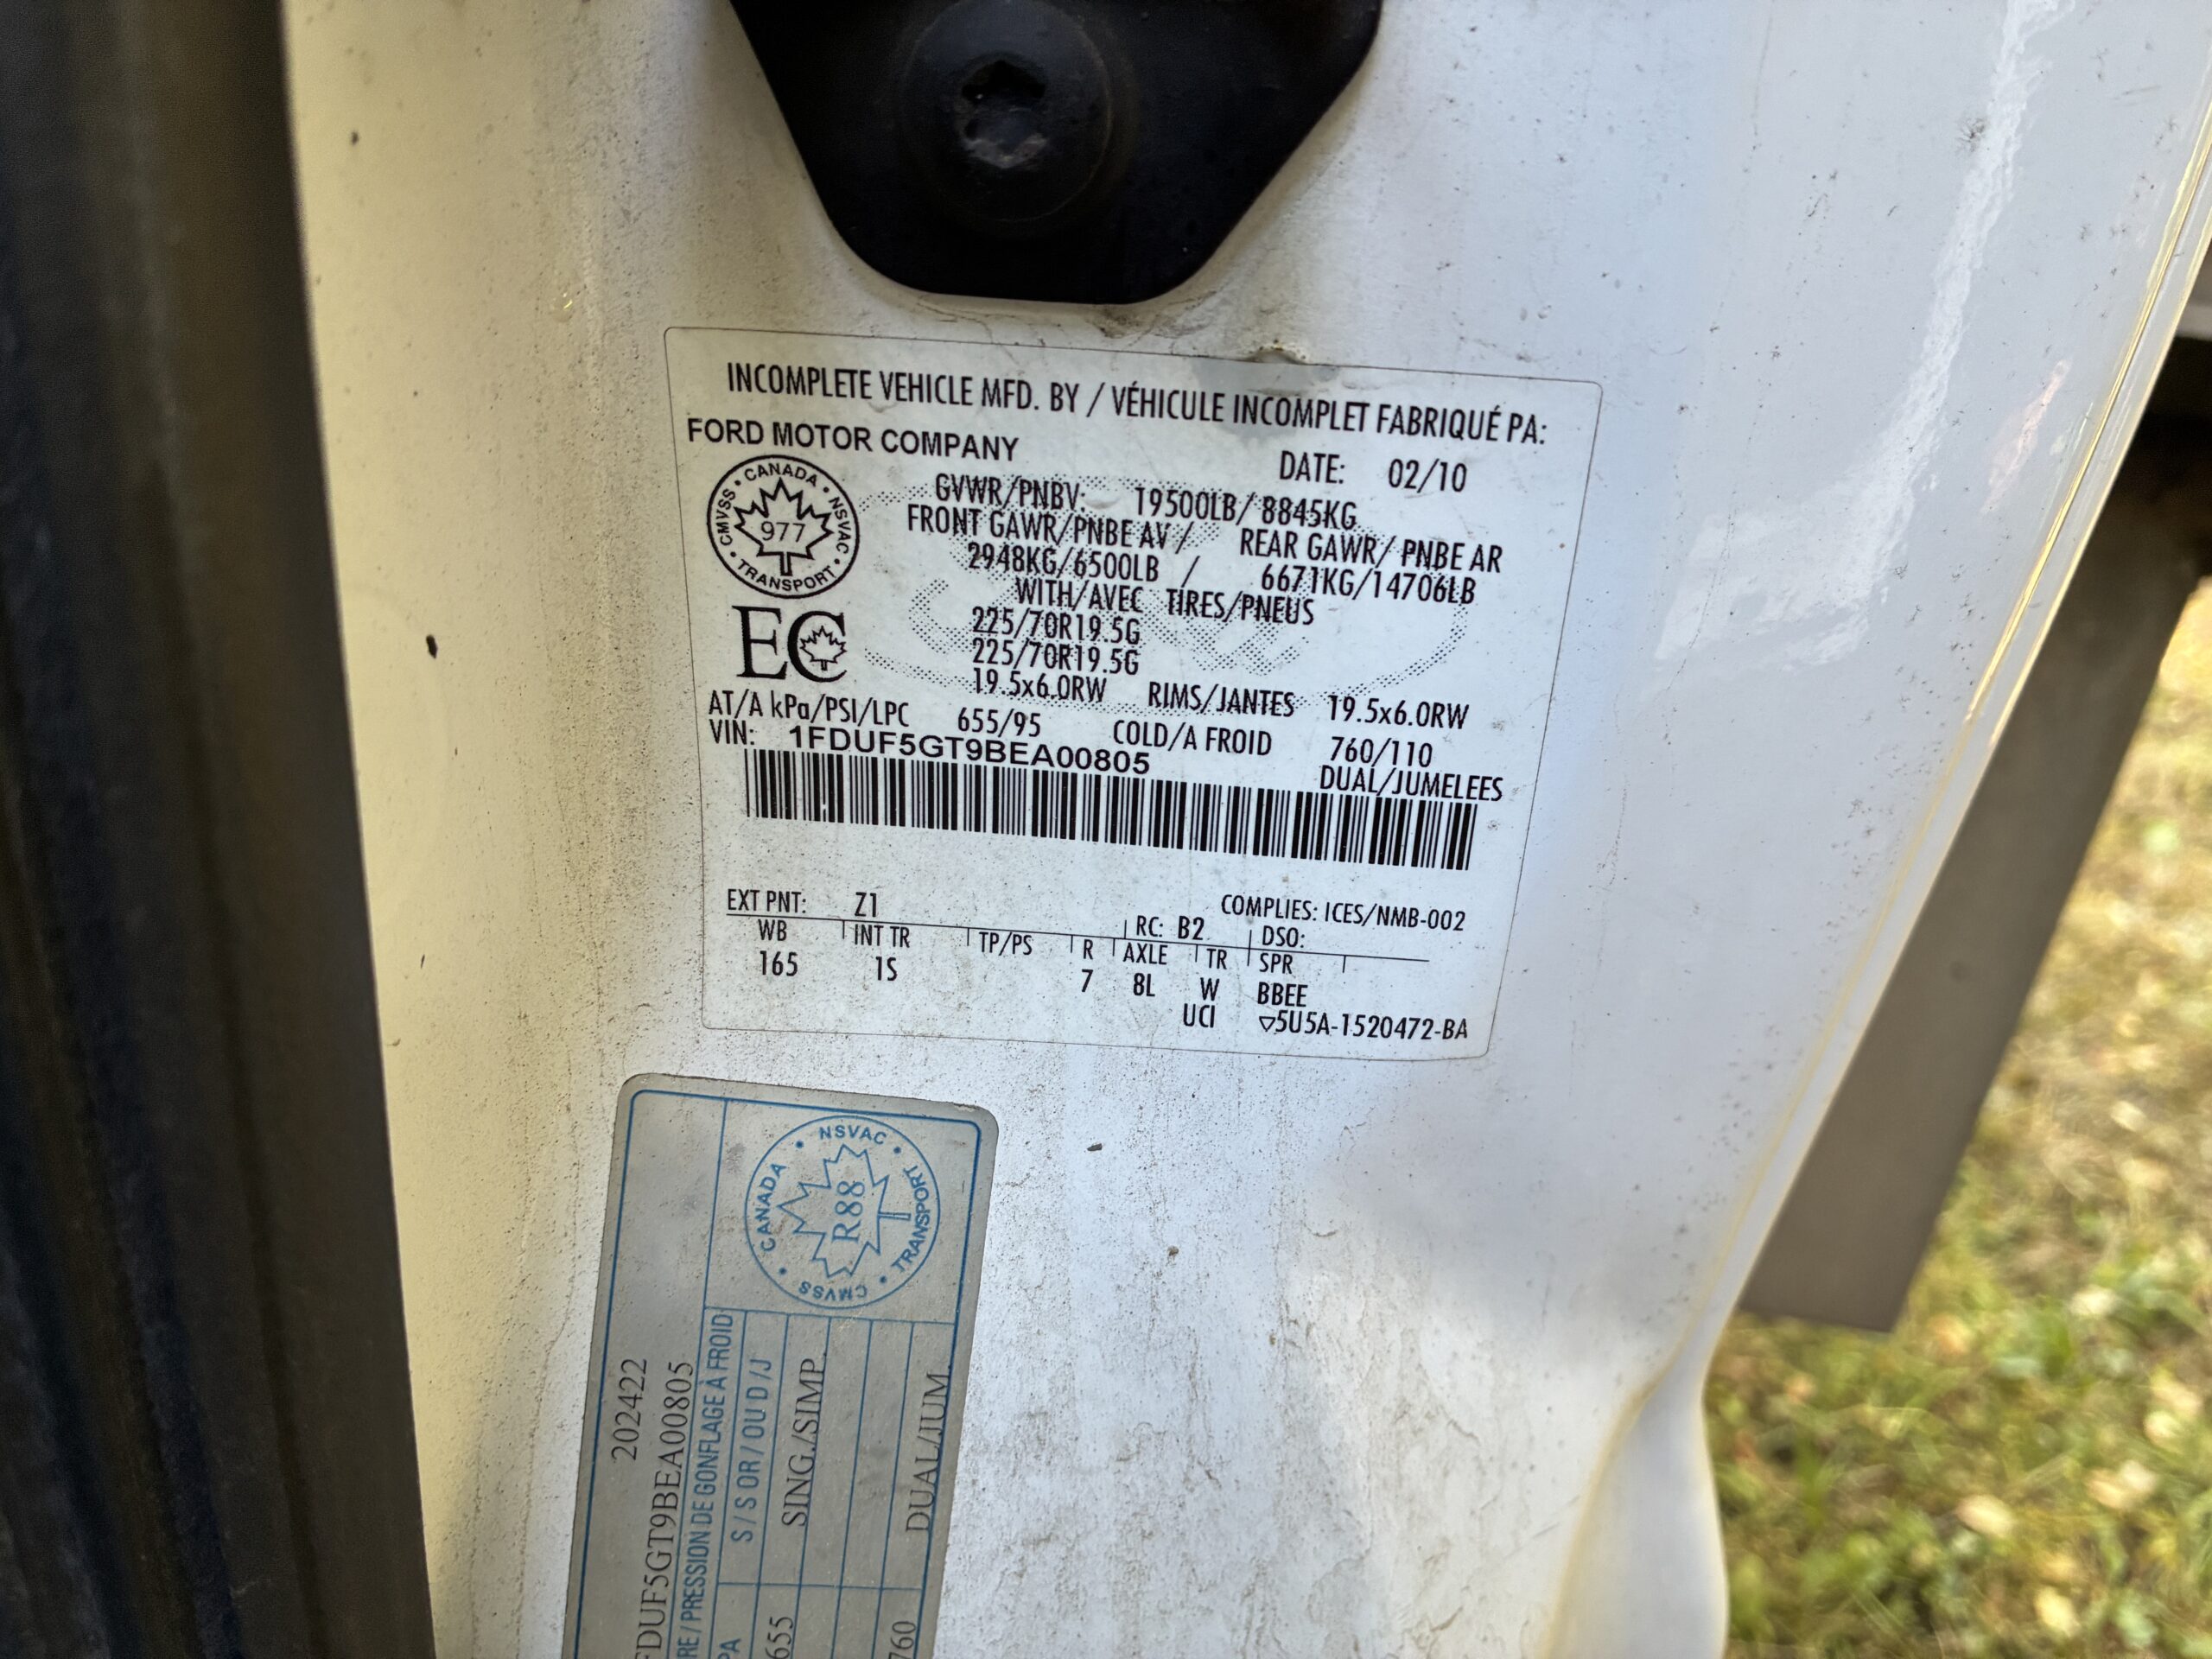 INCOMPLETE VEHICLE MFD. BY / VÉHICULE INCOMPLET FABRIQUÉ PA:
FORD MOTOR COMPANY
DATE: 02/10
CANADA • NSVAC • TRANSPORT • CMVSS •
977
GVWR/PNBV: 19500LB/ 8845KG
FRONT GAWR/PNBE AV / REAR GAWR/ PNBE AR
2948KG/6500LB / 6671KG/14706LB
WITH/AVEC TIRES/PNEUS
225/70R19.5G
225/70R19.5G
EC
19.5x6.0RW RIMS/JANTES 19.5x6.0RW
AT/A kPa/PSI/LPC 655/95 COLD/A FROID 760/110
VIN: 1FDUF5GT9BEA00805
DUAL/JUMELEES
EXT PNT: Z1 COMPLIES: ICES/NMB-002
RC: B2 DSO:
WB INT TR TP/PS R AXLE TR SPR
165 1S 7 8L W BBEE
UCI ▽5U5A-1520472-BA
CANADA • NSVAC • TRANSPORT • CMVSS •
R88
202422
FDUF5GT9BEA00805
RE / PRESSION DE GONFLAGE À FROID
PA S / S OR / OU D / J
655 SING./SIMP.
760 DUAL/JUM.